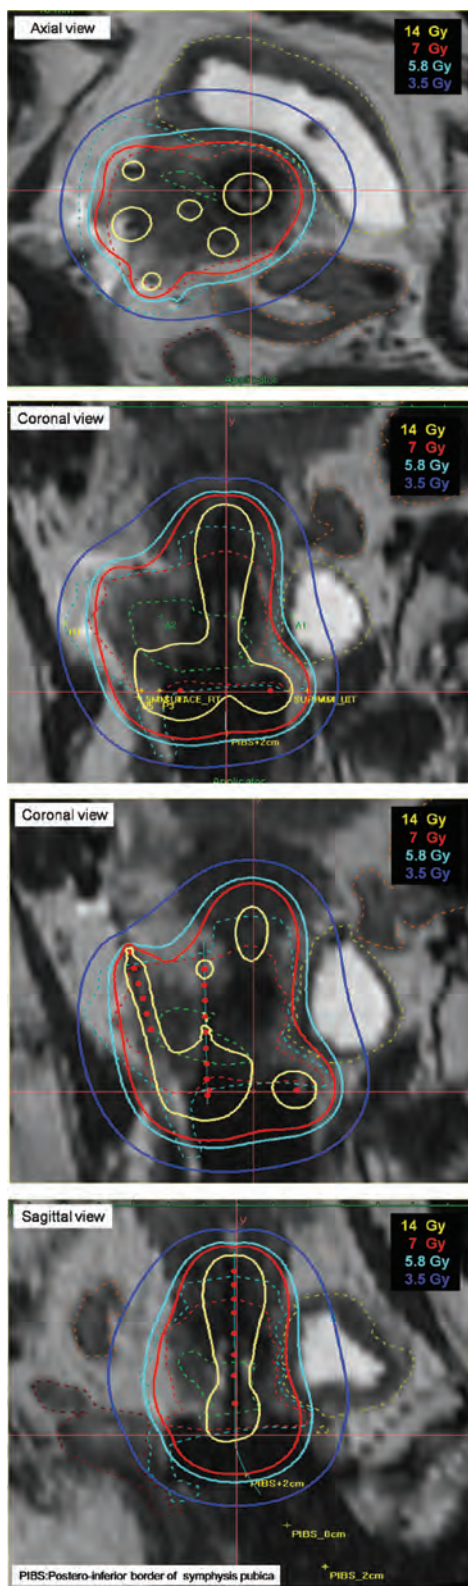 Axial view
14 Gy
7 Gy
5.8 Gy
3.5 Gy
Applicator
Coronal view
14 Gy
7 Gy
5.8 Gy
3.5 Gy
y
A2
A1
PIBS+2cm
Applicator
Coronal view
14 Gy
7 Gy
5.8 Gy
3.5 Gy
Sagittal view
14 Gy
7 Gy
5.8 Gy
3.5 Gy
y
PIBS+2cm
PIBS_0cm
PIBS_2cm
PIBS:Postero-inferior border of symphysis pubica